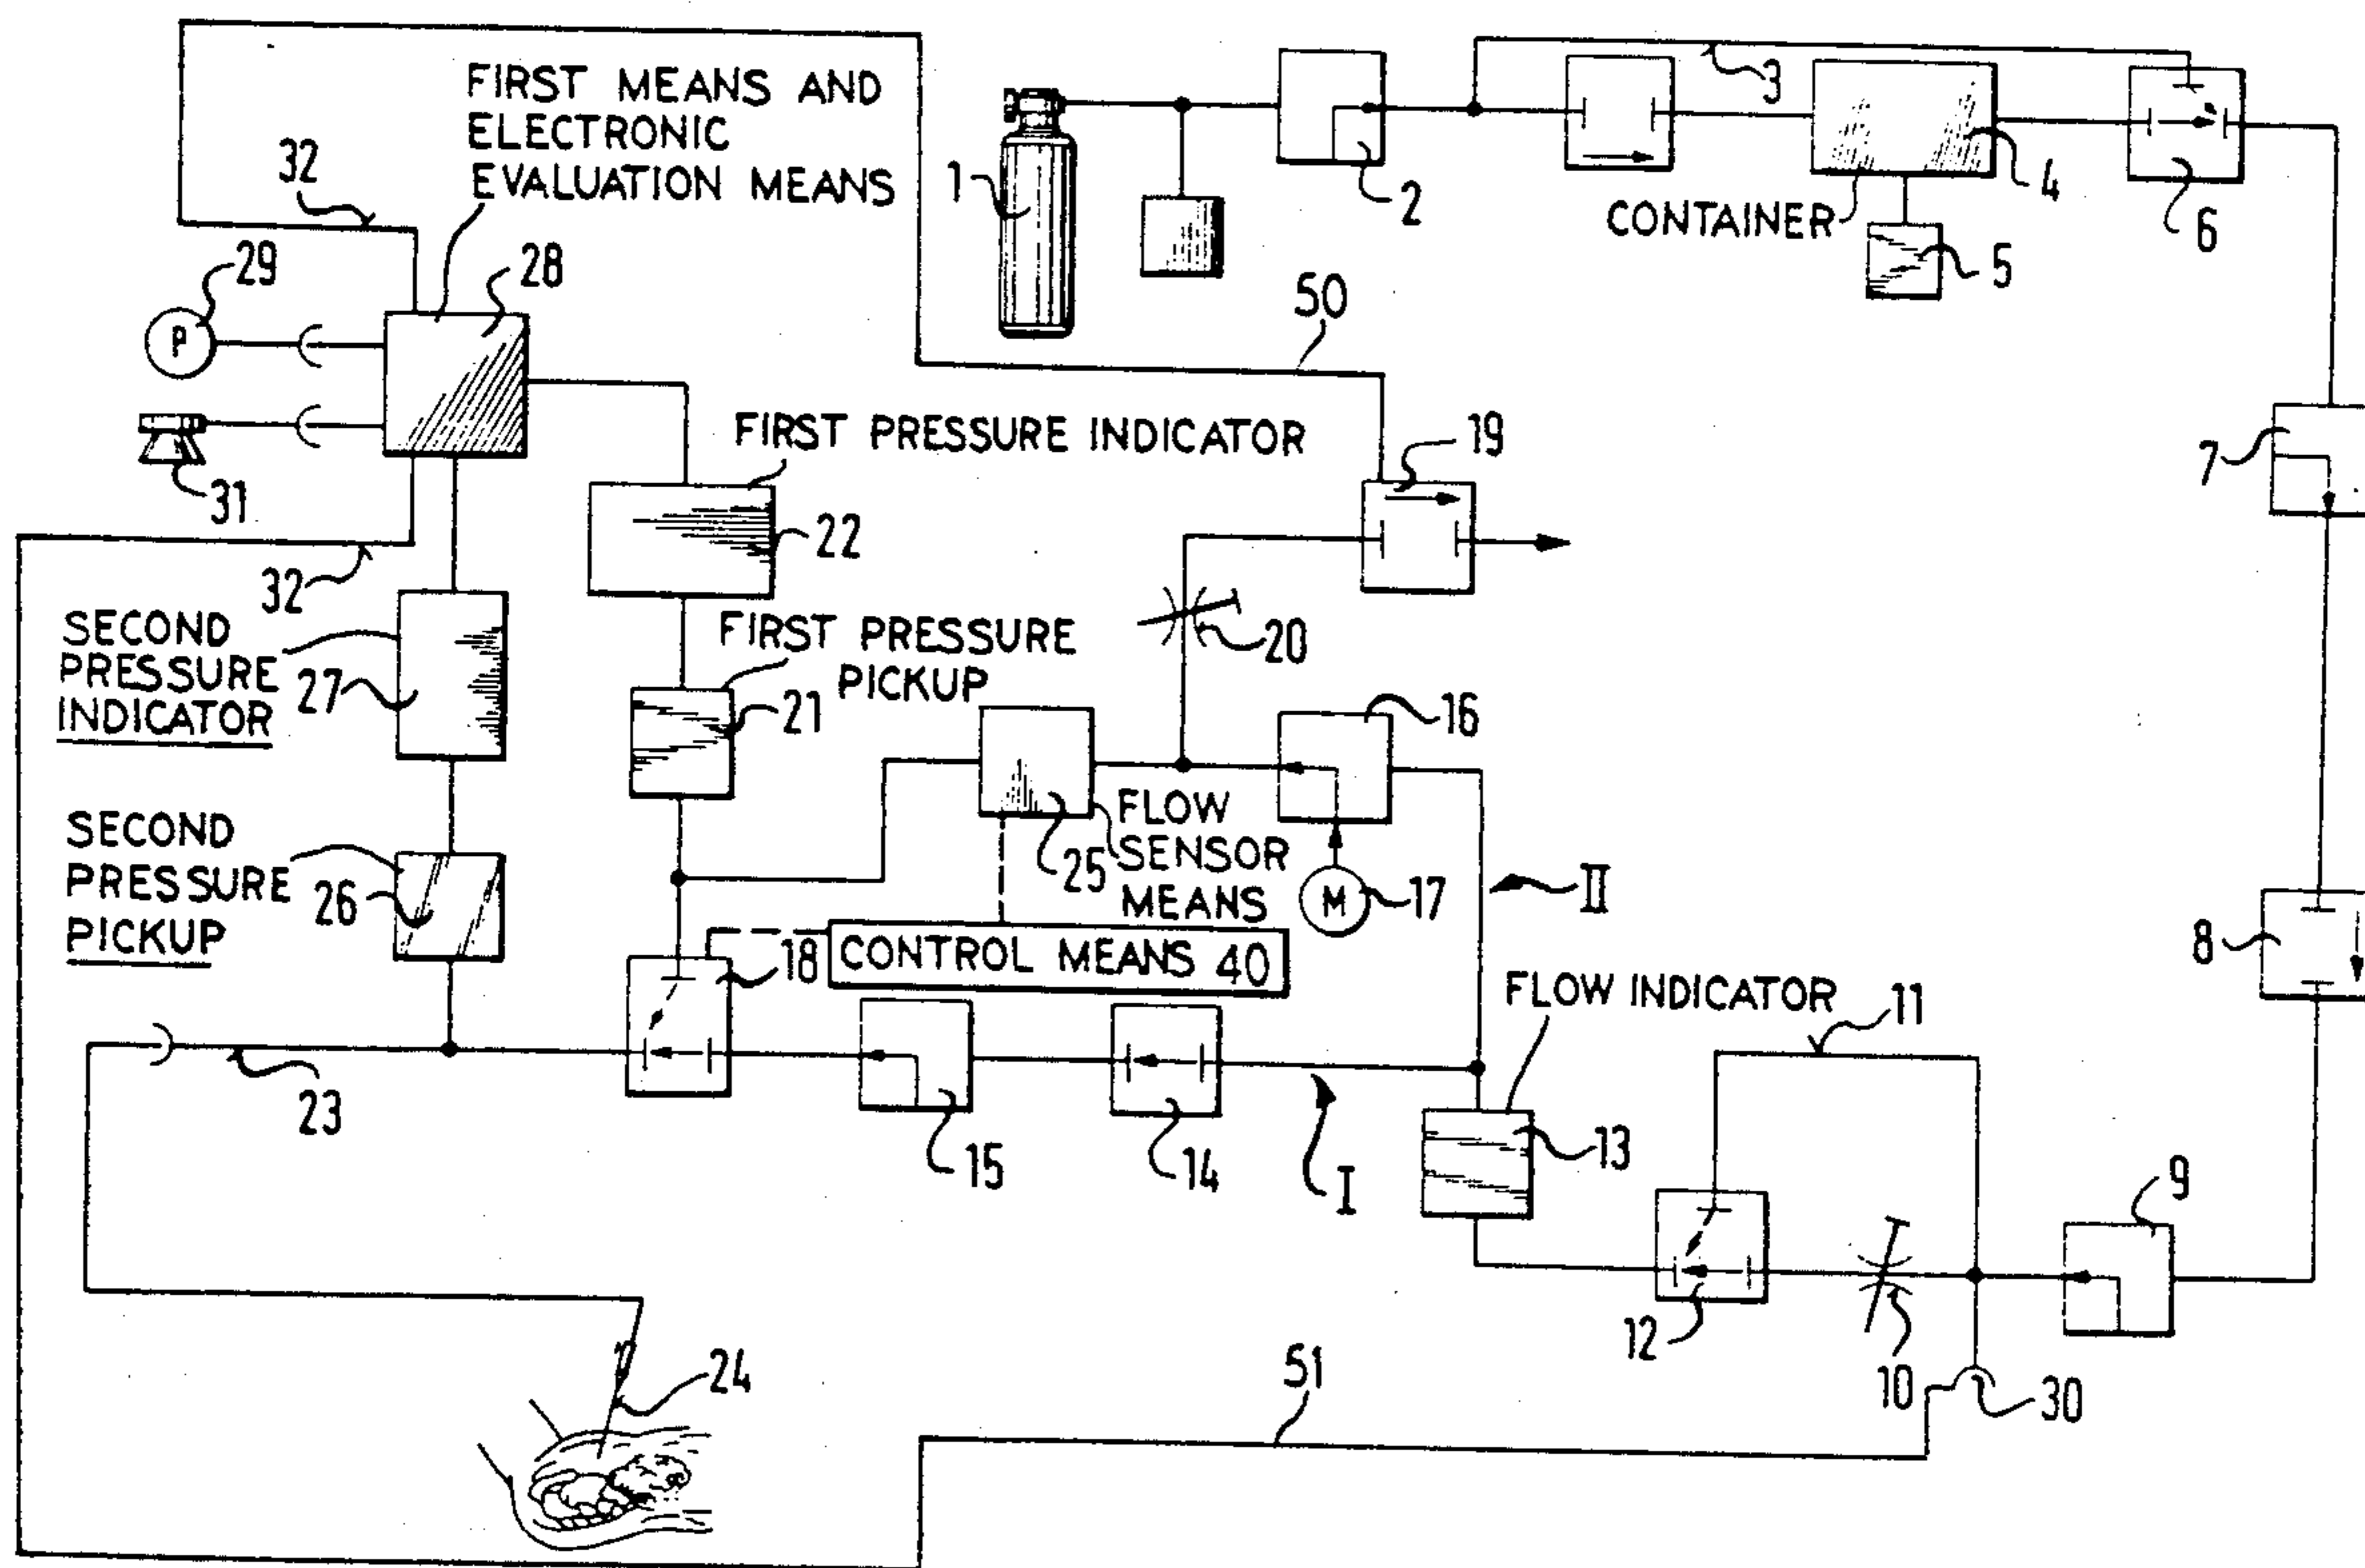 FIRST MEANS AND
ELECTRONIC
EVALUATION MEANS
32
29
28
P
31
32
1
2
3
4
CONTAINER
5
6
50
7
FIRST PRESSURE INDICATOR
19
22
20
FIRST PRESSURE
PICKUP
21
SECOND
PRESSURE
INDICATOR
27
16
SECOND
PRESSURE
PICKUP
26
25
FLOW
SENSOR
MEANS
M
17
II
8
18
CONTROL MEANS 40
FLOW INDICATOR
11
23
15
14
I
13
9
12
10
30
24
51